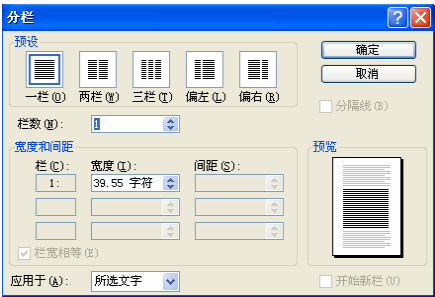 分栏
预设
确定
取消
一栏(O) 两栏(W) 三栏(T) 偏左(L) 偏右(R)
分隔线(B)
栏数(N): 1
宽度和间距
预览
栏(C): 宽度(I): 间距(S):
1: 39.55 字符
栏宽相等(E)
应用于(A): 所选文字
开始新栏(U)